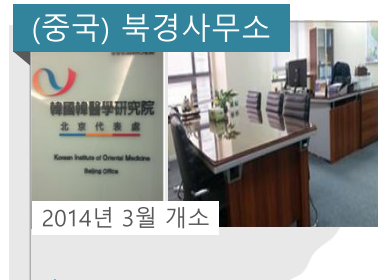 (중국) 북경사무소
韓國韓醫學硏究院
北京代表處
Korean Institute of Oriental Medicine
Beijing Office
2014년 3월 개소